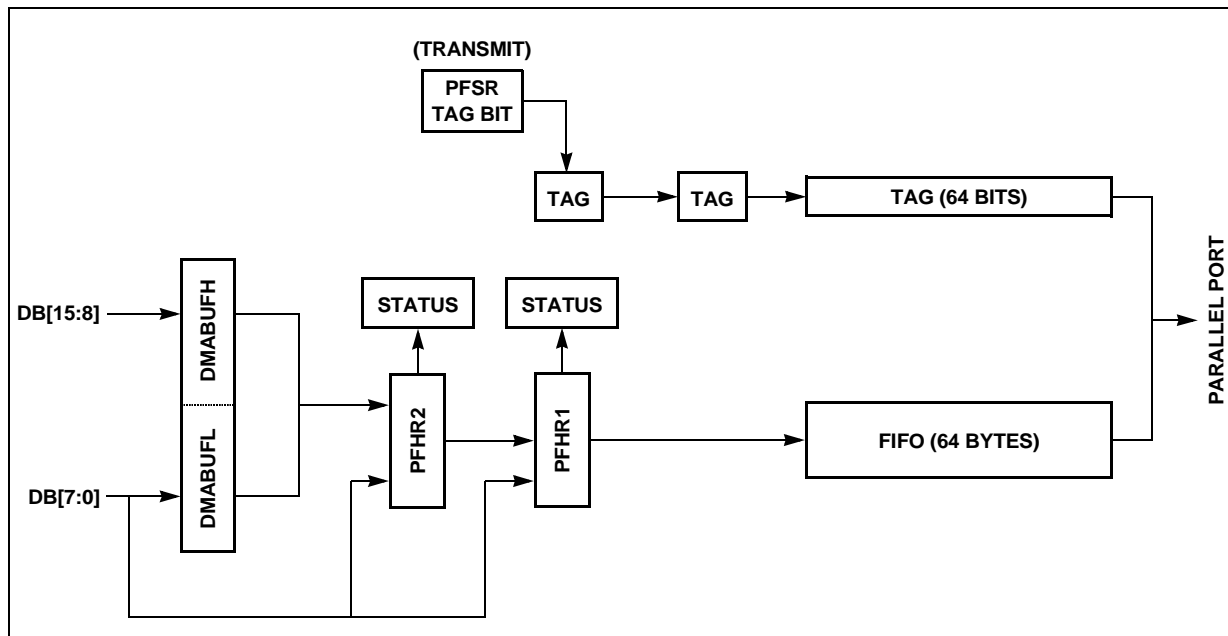 (TRANSMIT)
PFSR
TAG BIT
TAG
TAG
TAG (64 BITS)
STATUS
STATUS
DB[15:8]
DMABUFH
DMABUFL
DB[7:0]
PFHR2
PFHR1
FIFO (64 BYTES)
PARALLEL PORT